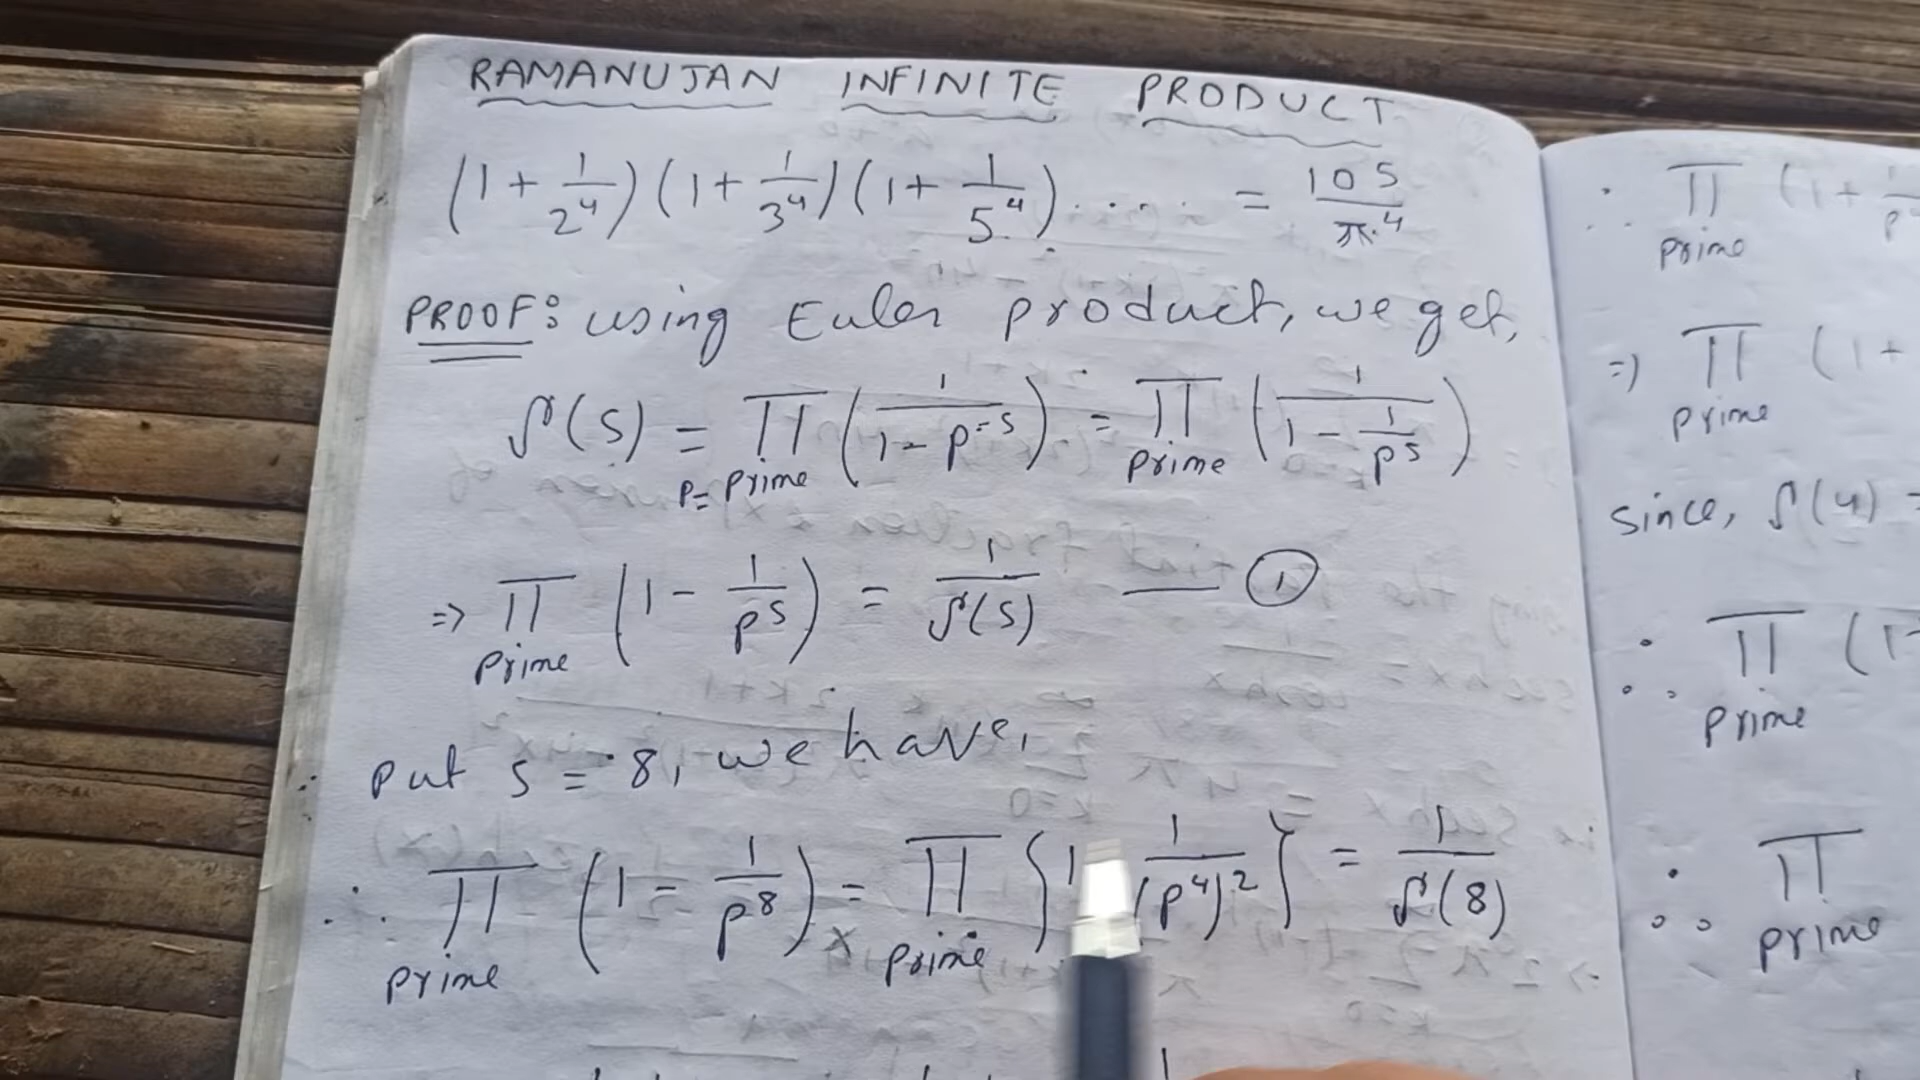 RAMANUJAN INFINITE PRODUCT
(1 + 1/2⁴) (1 + 1/3⁴) (1 + 1/5⁴) ..... = 105/π⁴
PROOF: using Euler product, we get,
ζ(s) = ∏ P=prime (1/(1 - p^-s)) = ∏ prime (1/(1 - 1/p^s))
=> ∏ prime (1 - 1/p^s) = 1/ζ(s) — ①
put s = 8, we have,
∴ ∏ prime (1 - 1/p⁸) = ∏ prime {1 1/(p⁴)²} = 1/ζ(8)
∴ ∏ prime (1 + 1/p
=> ∏ prime (1 +
since, ζ(4) =
∴ ∏ prime (1
∴ ∏ prime